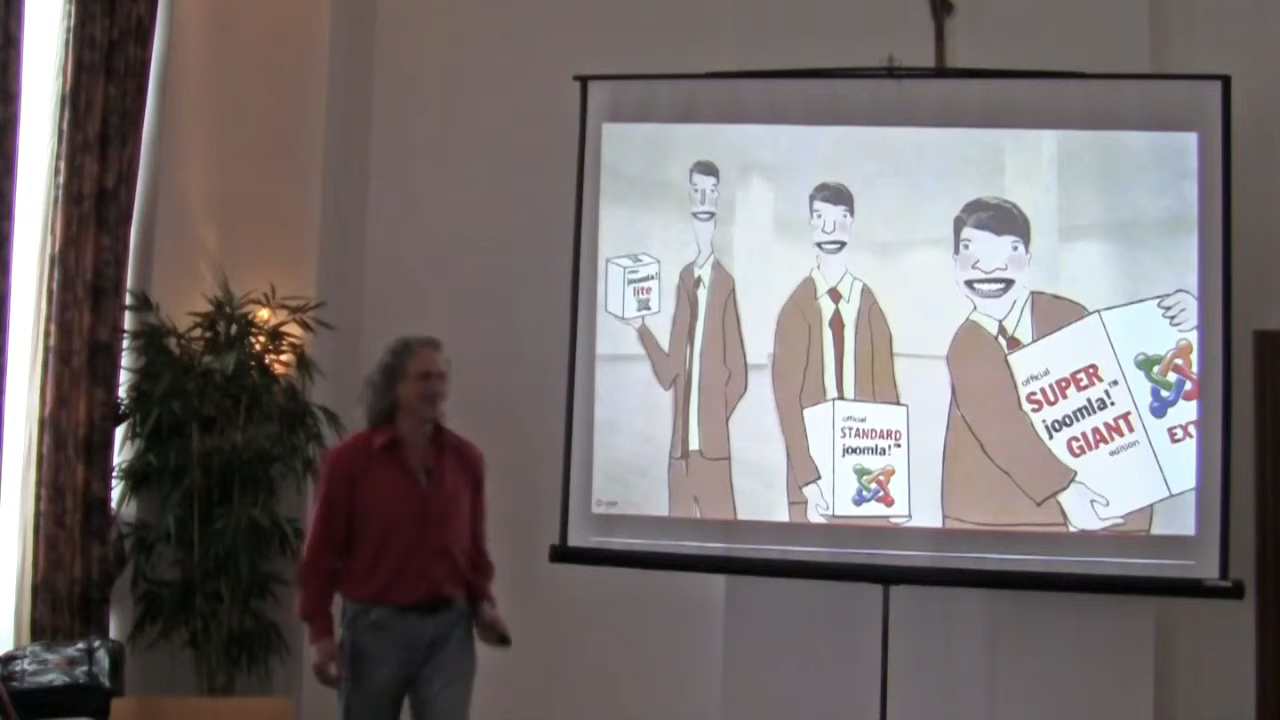 joomla!
lite
official
STANDARD
joomla!™
official
SUPER
joomla!™
GIANT
edition
EXT